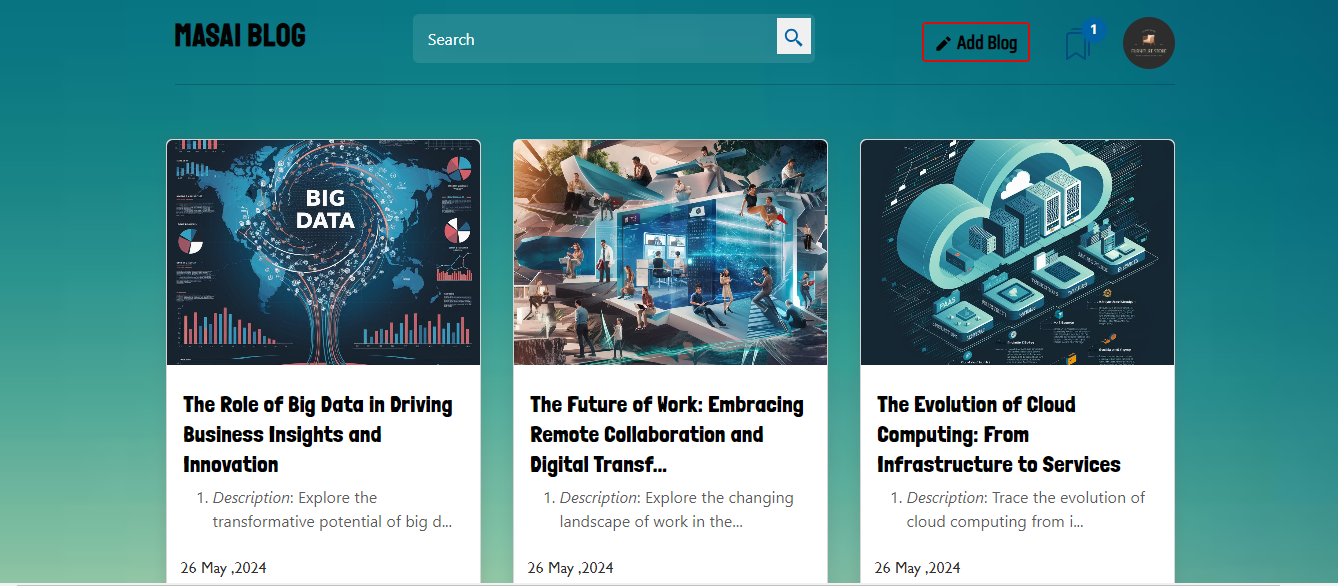 MASAI BLOG
Search
Add Blog
1
FURNITURE STORE
BIG
DATA
PAAS
The Role of Big Data in Driving
Business Insights and
Innovation
1. Description: Explore the
transformative potential of big d...
26 May ,2024
The Future of Work: Embracing
Remote Collaboration and
Digital Transf...
1. Description: Explore the changing
landscape of work in the...
26 May ,2024
The Evolution of Cloud
Computing: From
Infrastructure to Services
1. Description: Trace the evolution of
cloud computing from i...
26 May ,2024